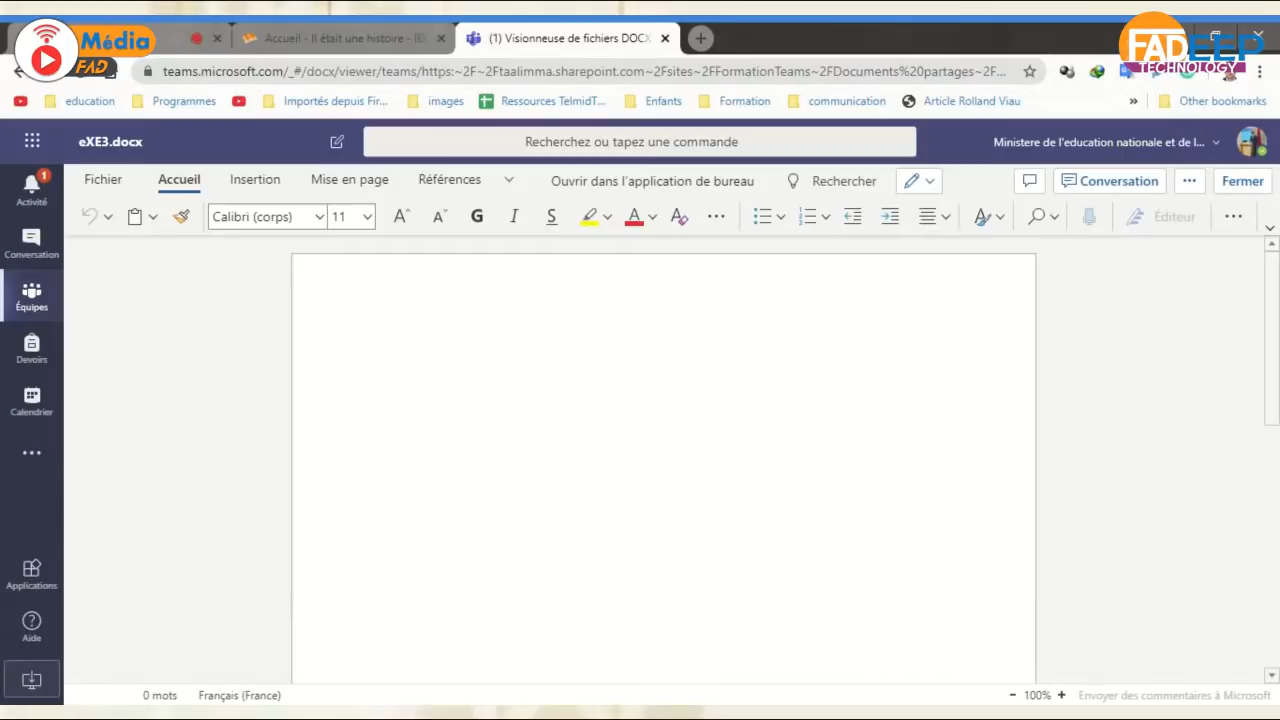 Média
FAD
Accueil - Il était une histoire - IEI
(1) Visionneuse de fichiers DOCX
FADEEP
TECHNOLOGY
teams.microsoft.com/_#/docx/viewer/teams/https:~2F~2Ftaalimma.sharepoint.com~2Fsites~2FFormationTeams~2FDocuments%20partages~2F...
education
Programmes
Importés depuis Fir...
images
Ressources TelmidT...
Enfants
Formation
communication
Article Rolland Viau
»
Other bookmarks
eXE3.docx
Recherchez ou tapez une commande
Ministere de l'education nationale et de l...
1
Activité
Conversation
Équipes
Devoirs
Calendrier
Applications
Aide
Fichier
Accueil
Insertion
Mise en page
Références
Ouvrir dans l'application de bureau
Rechercher
Conversation
Fermer
Calibri (corps)
11
G
I
S
Éditeur
0 mots
Français (France)
− 100% +
Envoyer des commentaires à Microsoft